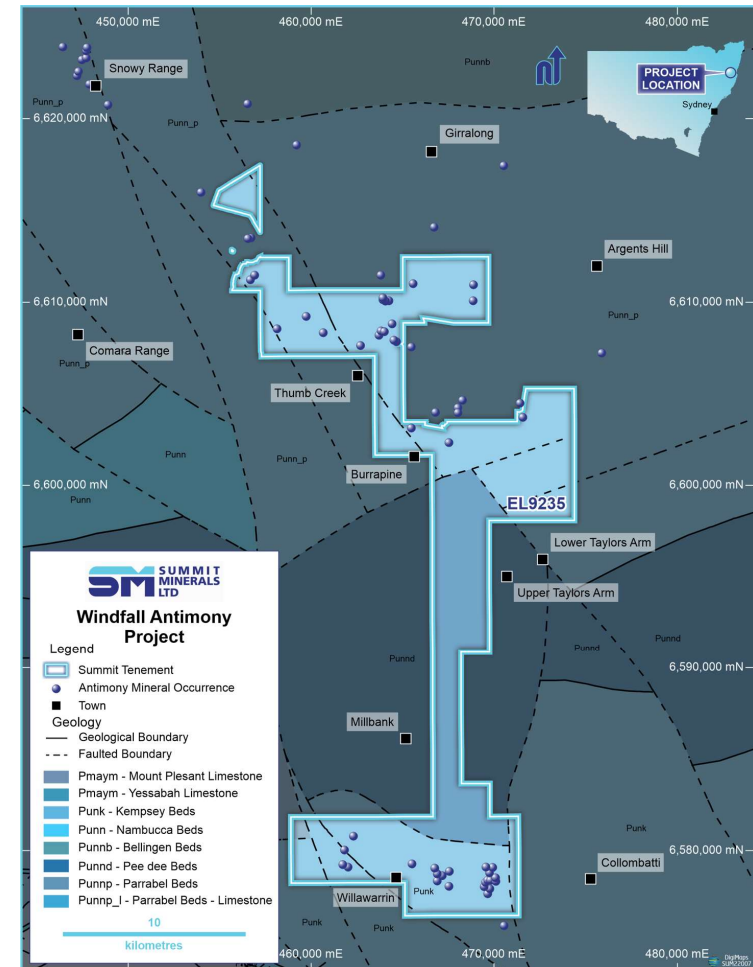 450,000 mE
460,000 mE
470,000 mE
480,000 mE
Snowy Range
Punnb
PROJECT
LOCATION
Sydney
Punn_p
6,620,000 mN
Punn_p
Girralong
Argents Hill
6,610,000 mN
6,610,000 mN
Punn_p
Comara Range
Punn_p
Thumb Creek
Punn
Punn_p
Burrapine
6,600,000 mN
Punn
EL9235
6,600,000 mN
Lower Taylors Arm
Upper Taylors Arm
Punnd
Punnd
Punnd
6,590,000 mN
Millbank
Punk
6,580,000 mN
Collombatti
Willawarrin
Punk
Punk
Punk
460,000 mE
470,000 mE
480,000 mE
DigiMaps
SUM22007
SM SUMMIT
MINERALS
LTD
Windfall Antimony
Project
Legend
Summit Tenement
Antimony Mineral Occurrence
Town
Geology
Geological Boundary
Faulted Boundary
Pmaym - Mount Plesant Limestone
Pmaym - Yessabah Limestone
Punk - Kempsey Beds
Punn - Nambucca Beds
Punnb - Bellingen Beds
Punnd - Pee dee Beds
Punnp - Parrabel Beds
Punnp_l - Parrabel Beds - Limestone
10
kilometres